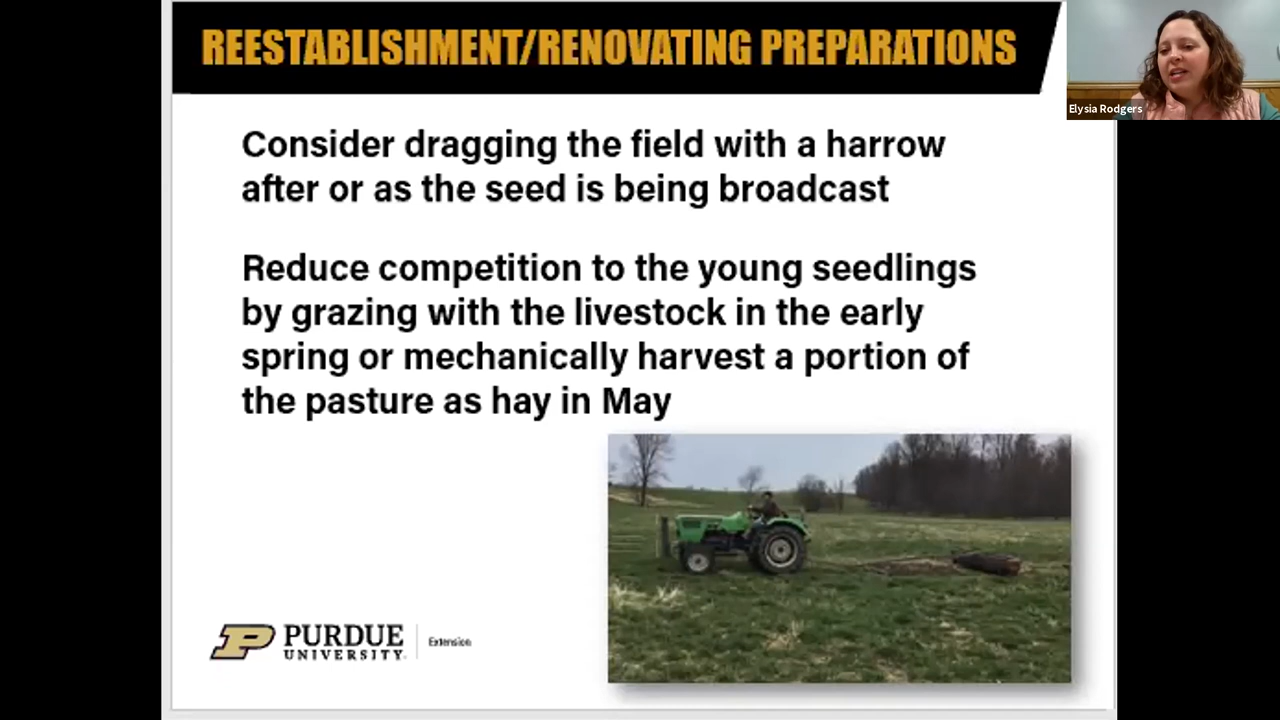 REESTABLISHMENT/RENOVATING PREPARATIONS
Elysia Rodgers
Consider dragging the field with a harrow
after or as the seed is being broadcast
Reduce competition to the young seedlings
by grazing with the livestock in the early
spring or mechanically harvest a portion of
the pasture as hay in May
PURDUE
UNIVERSITY
Extension